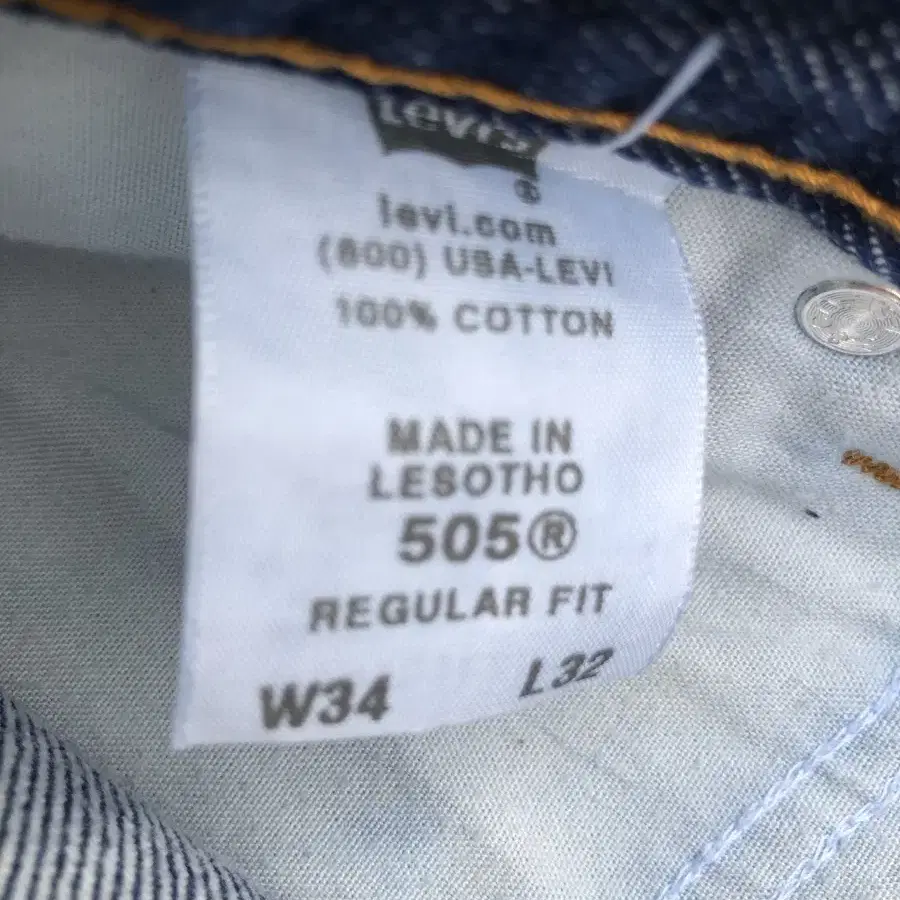 Levi's
®
levi.com
(800) USA-LEVI
100% COTTON
MADE IN
LESOTHO
505®
REGULAR FIT
W34 L32